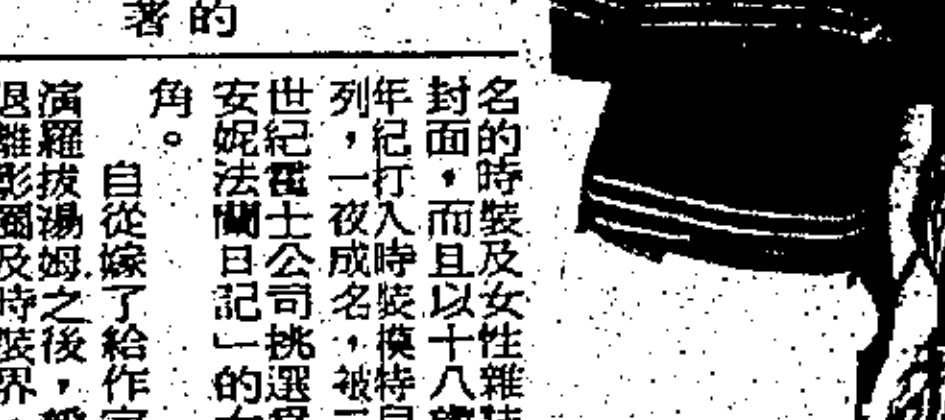 的著
名的時裝及女性雜
封面，而且以十八
年紀打入時裝模特
列，一夜成名，被
世紀霍士公司挑選
安妮法蘭日記」的
角。
自從嫁了給作
演羅拔湯姆之後，
退離影圈及時裝界